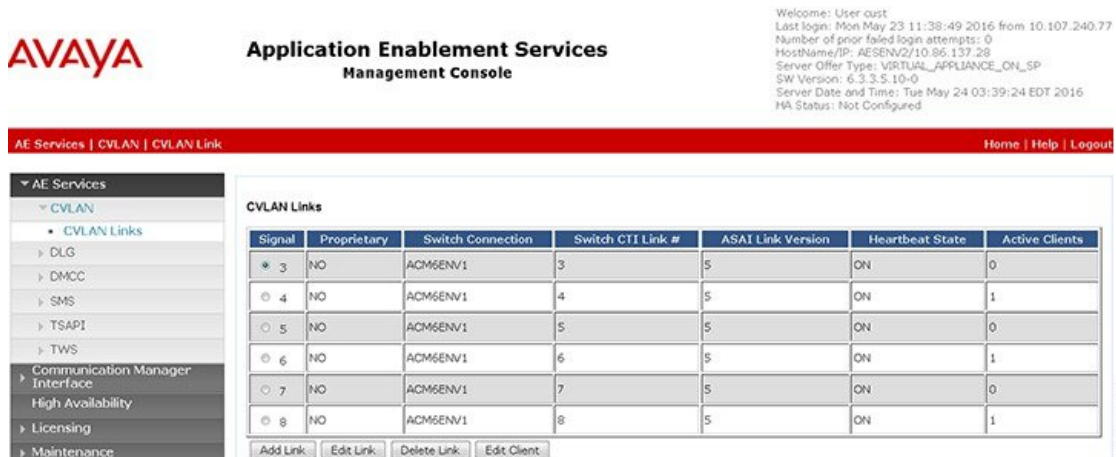 Welcome: User cust
Last login: Mon May 23 11:38:49 2016 from 10.107.240.77
Number of prior failed login attempts: 0
HostName/IP: AESENV2/10.86.137.28
Server Offer Type: VIRTUAL_APPLIANCE_ON_SP
SW Version: 6.3.3.5.10-0
Server Date and Time: Tue May 24 03:39:24 EDT 2016
HA Status: Not Configured
AVAYA
Application Enablement Services
Management Console
AE Services | CVLAN | CVLAN Link
Home | Help | Logout
AE Services
CVLAN
CVLAN Links
DLG
DMCC
SMS
TSAPI
TWS
Communication Manager
Interface
High Availability
Licensing
Maintenance
CVLAN Links
Signal Proprietary Switch Connection Switch CTI Link # ASAI Link Version Heartbeat State Active Clients
3 NO ACM6ENV1 3 5 ON 0
4 NO ACM6ENV1 4 5 ON 1
5 NO ACM6ENV1 5 5 ON 0
6 NO ACM6ENV1 6 5 ON 1
7 NO ACM6ENV1 7 5 ON 0
8 NO ACM6ENV1 8 5 ON 1
Add Link Edit Link Delete Link Edit Client